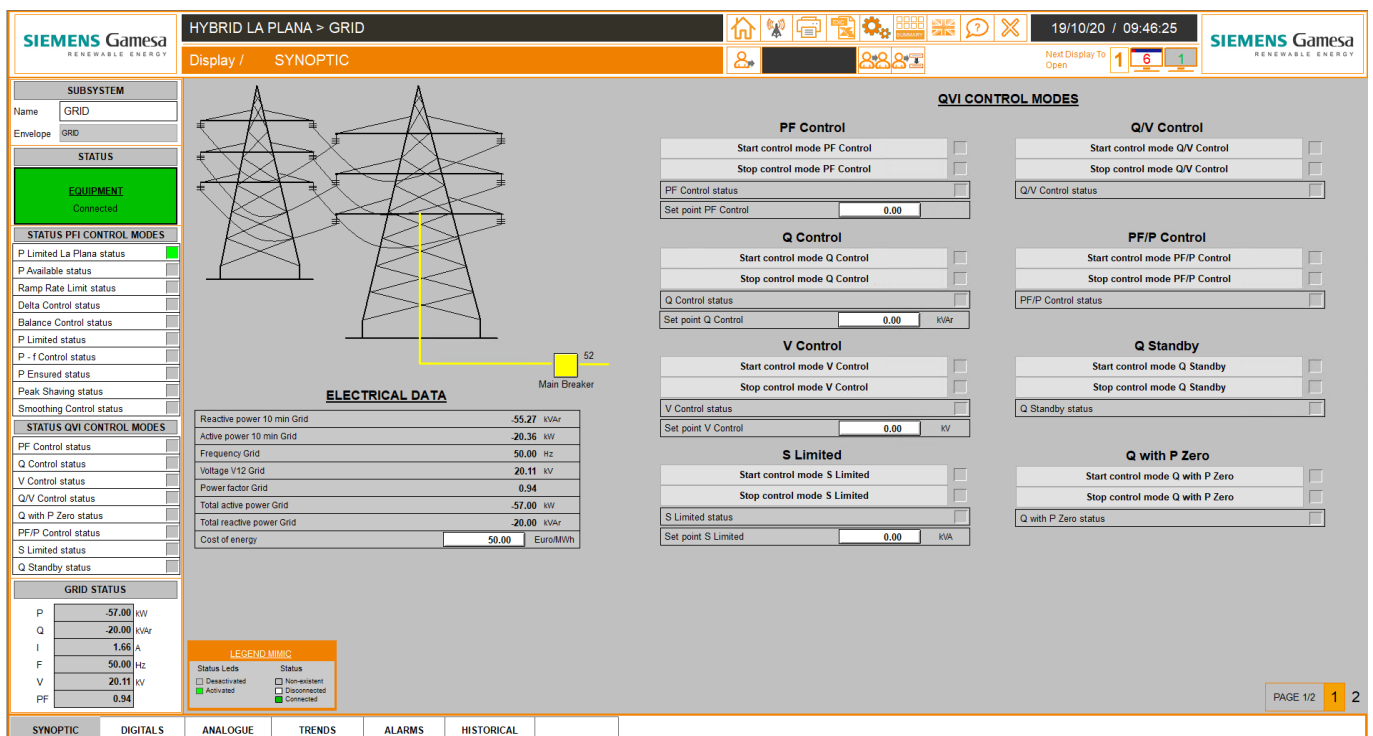 SIEMENS Gamesa
RENEWABLE ENERGY
HYBRID LA PLANA > GRID
SUMMARY
19/10/20 / 09:46:25
SIEMENS Gamesa
RENEWABLE ENERGY
Display / SYNOPTIC
Next Display To Open
1
6
1
SUBSYSTEM
Name GRID
Envelope GRID
STATUS
EQUIPMENT
Connected
STATUS PFI CONTROL MODES
P Limited La Plana status
P Available status
Ramp Rate Limit status
Delta Control status
Balance Control status
P Limited status
P - f Control status
P Ensured status
Peak Shaving status
Smoothing Control status
STATUS QVI CONTROL MODES
PF Control status
Q Control status
V Control status
Q/V Control status
Q with P Zero status
PF/P Control status
S Limited status
Q Standby status
GRID STATUS
P -57.00 kW
Q -20.00 kVAr
I 1.66 A
F 50.00 Hz
V 20.11 kV
PF 0.94
52
Main Breaker
ELECTRICAL DATA
Reactive power 10 min Grid -55.27 kVAr
Active power 10 min Grid -20.36 kW
Frequency Grid 50.00 Hz
Voltage V12 Grid 20.11 kV
Power factor Grid 0.94
Total active power Grid -57.00 kW
Total reactive power Grid -20.00 kVAr
Cost of energy 50.00 Euro/MWh
LEGEND MIMIC
Status Leds Status
Desactivated Non-existent
Activated Disconnected
Connected
QVI CONTROL MODES
PF Control
Start control mode PF Control
Stop control mode PF Control
PF Control status
Set point PF Control 0.00
Q Control
Start control mode Q Control
Stop control mode Q Control
Q Control status
Set point Q Control 0.00 kVAr
V Control
Start control mode V Control
Stop control mode V Control
V Control status
Set point V Control 0.00 kV
S Limited
Start control mode S Limited
Stop control mode S Limited
S Limited status
Set point S Limited 0.00 kVA
Q/V Control
Start control mode Q/V Control
Stop control mode Q/V Control
Q/V Control status
PF/P Control
Start control mode PF/P Control
Stop control mode PF/P Control
PF/P Control status
Q Standby
Start control mode Q Standby
Stop control mode Q Standby
Q Standby status
Q with P Zero
Start control mode Q with P Zero
Stop control mode Q with P Zero
Q with P Zero status
PAGE 1/2 1 2
SYNOPTIC DIGITALS ANALOGUE TRENDS ALARMS HISTORICAL